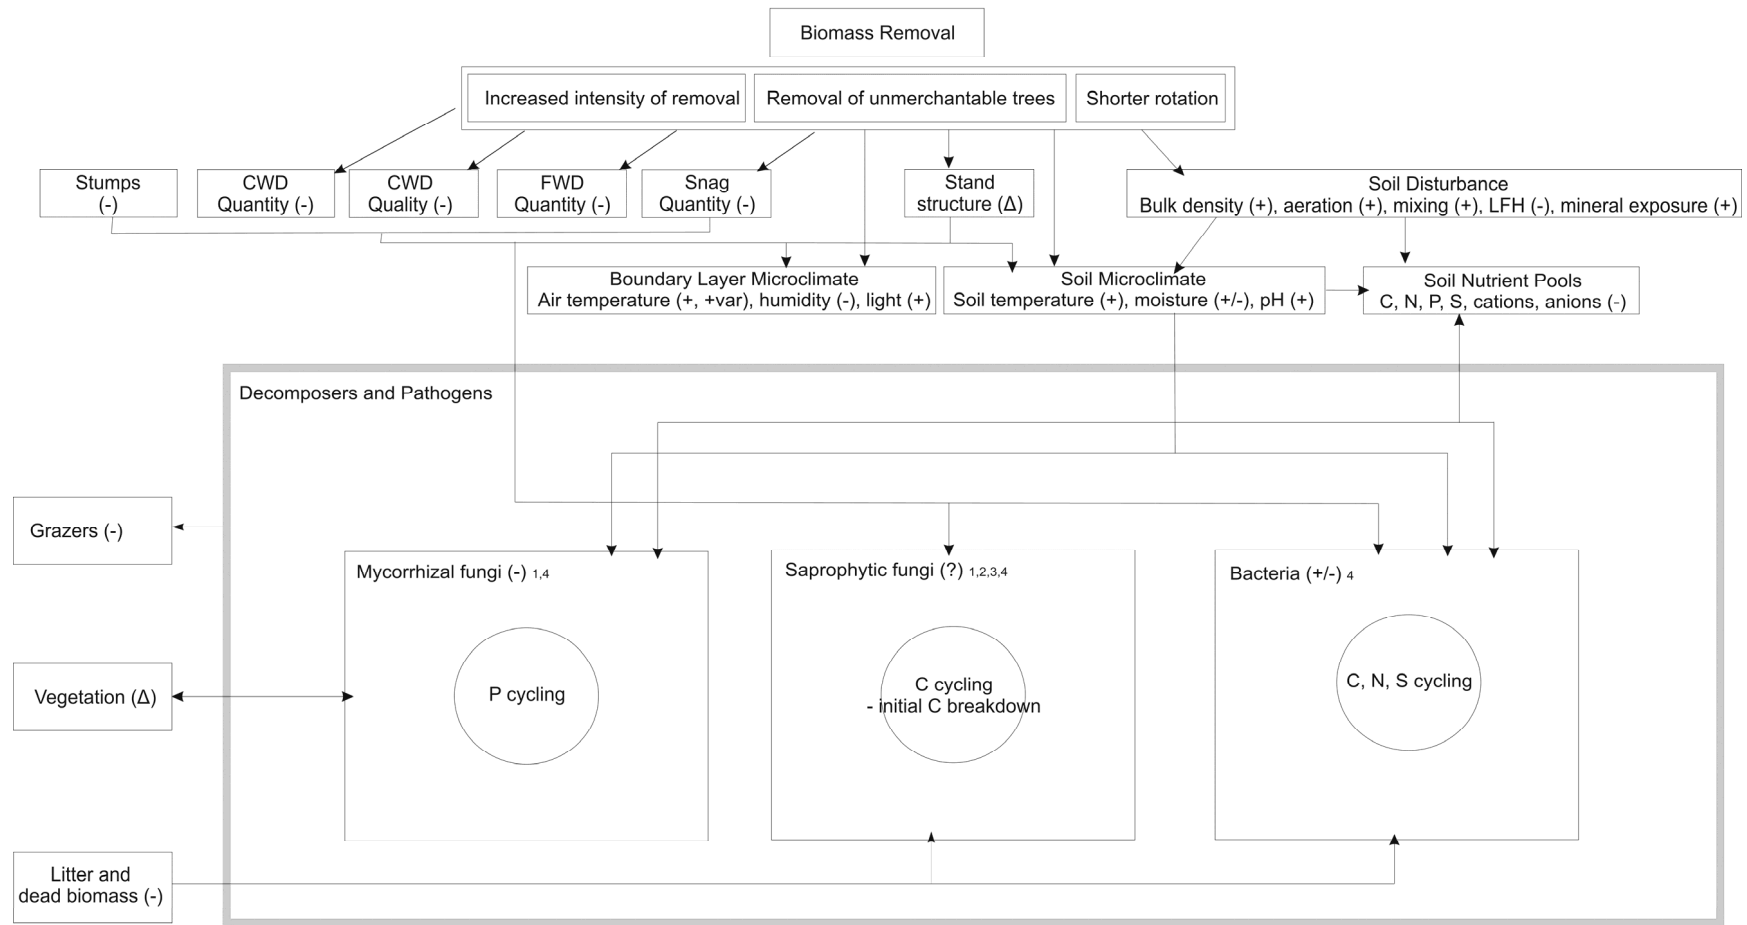 Biomass Removal
Increased intensity of removal
Removal of unmerchantable trees
Shorter rotation
Stumps
(-)
CWD
Quantity (-)
CWD
Quality (-)
FWD
Quantity (-)
Snag
Quantity (-)
Stand
structure (Δ)
Soil Disturbance
Bulk density (+), aeration (+), mixing (+), LFH (-), mineral exposure (+)
Boundary Layer Microclimate
Air temperature (+, +var), humidity (-), light (+)
Soil Microclimate
Soil temperature (+), moisture (+/-), pH (+)
Soil Nutrient Pools
C, N, P, S, cations, anions (-)
Decomposers and Pathogens
Grazers (-)
Mycorrhizal fungi (-) 1,4
Saprophytic fungi (?) 1,2,3,4
Bacteria (+/-) 4
Vegetation (Δ)
P cycling
C cycling
- initial C breakdown
C, N, S cycling
Litter and
dead biomass (-)